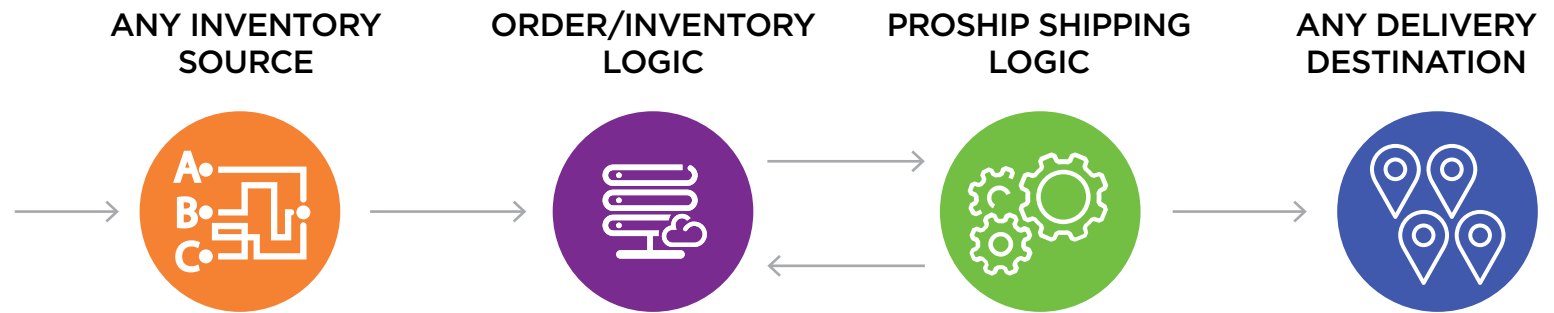 ANY INVENTORY
SOURCE
ORDER/INVENTORY
LOGIC
PROSHIP SHIPPING
LOGIC
ANY DELIVERY
DESTINATION
A
B
C